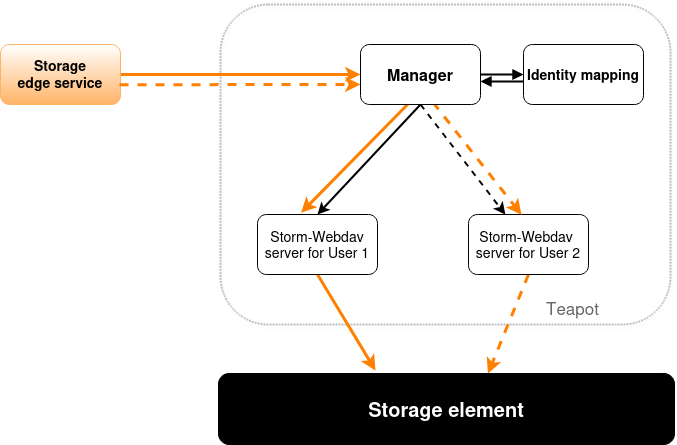 Storage
edge service
Manager
Identity mapping
Storm-Webdav
server for User 1
Storm-Webdav
server for User 2
Teapot
Storage element